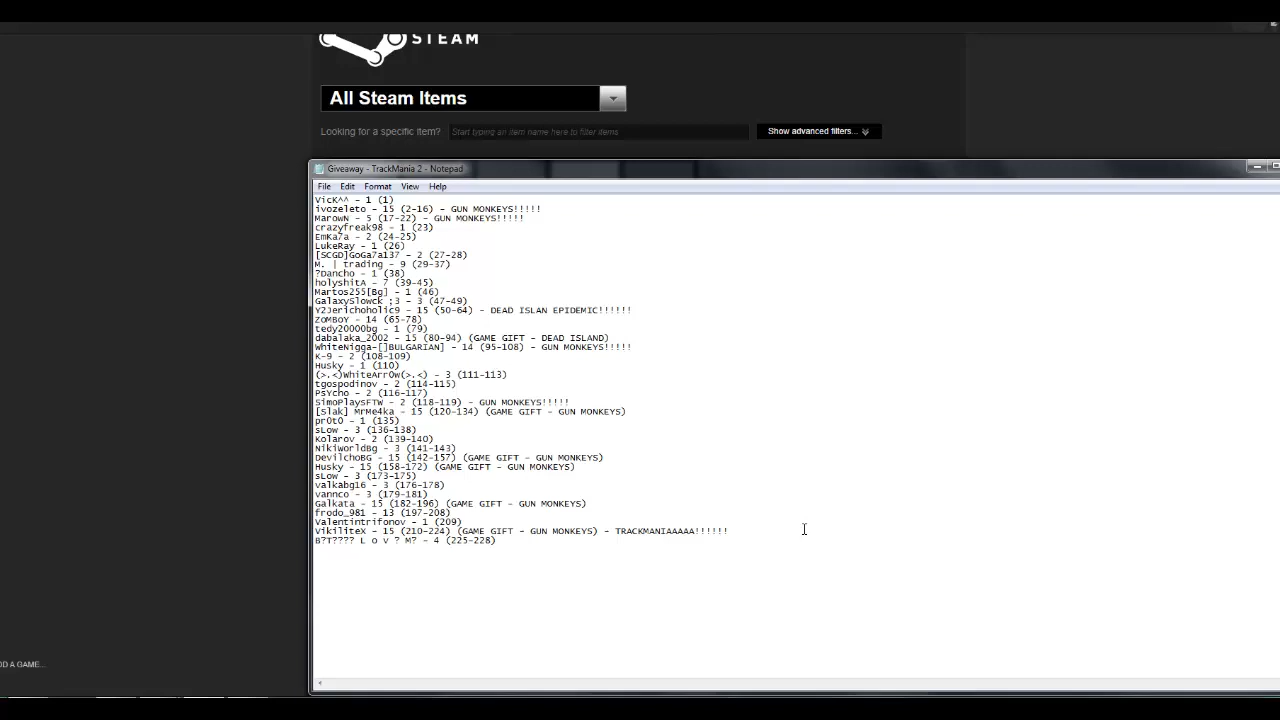 STEAM
All Steam Items
Looking for a specific item? Start typing an item name here to filter items Show advanced filters...
Giveaway - TrackMania 2 - Notepad
File Edit Format View Help
Vick^^ - 1 (1)
ivozeleto - 15 (2-16) - GUN MONKEYS!!!!!
MarowN - 5 (17-22) - GUN MONKEYS!!!!!
crazyfreak98 - 1 (23)
EmKa7a - 2 (24-25)
LukeRay - 1 (26)
[SCGD]GoGa7a137 - 2 (27-28)
M. | trading - 9 (29-37)
?Dancho - 1 (38)
holyshitA - 7 (39-45)
Martos255[Bg] - 1 (46)
GalaxySlowck ;3 - 3 (47-49)
Y2Jerichoholic9 - 15 (50-64) - DEAD ISLAN EPIDEMIC!!!!!!
ZoMBoY - 14 (65-78)
tedy20000bg - 1 (79)
dabalaka_2002 - 15 (80-94) (GAME GIFT - DEAD ISLAND)
WhiteNigga-[]BULGARIAN] - 14 (95-108) - GUN MONKEYS!!!!!
K-9 - 2 (108-109)
Husky - 1 (110)
(>.<)WhiteArr0w(>.<) - 3 (111-113)
tgospodinov - 2 (114-115)
PsYcho - 2 (116-117)
SimoPlaysFTW - 2 (118-119) - GUN MONKEYS!!!!!
[Slak] MrMe4ka - 15 (120-134) (GAME GIFT - GUN MONKEYS)
pr0t0 - 1 (135)
sLow - 3 (136-138)
Kolarov - 2 (139-140)
NikiWorldBg - 3 (141-143)
DevilchoBG - 15 (142-157) (GAME GIFT - GUN MONKEYS)
Husky - 15 (158-172) (GAME GIFT - GUN MONKEYS)
sLow - 3 (173-175)
valkabg16 - 3 (176-178)
vannco - 3 (179-181)
Galkata - 15 (182-196) (GAME GIFT - GUN MONKEYS)
frodo_981 - 13 (197-208)
Valentintrifonov - 1 (209)
VikiliteX - 15 (210-224) (GAME GIFT - GUN MONKEYS) - TRACKMANIAAAAA!!!!!!
B?T???? L O V ? M? - 4 (225-228)
DD A GAME...